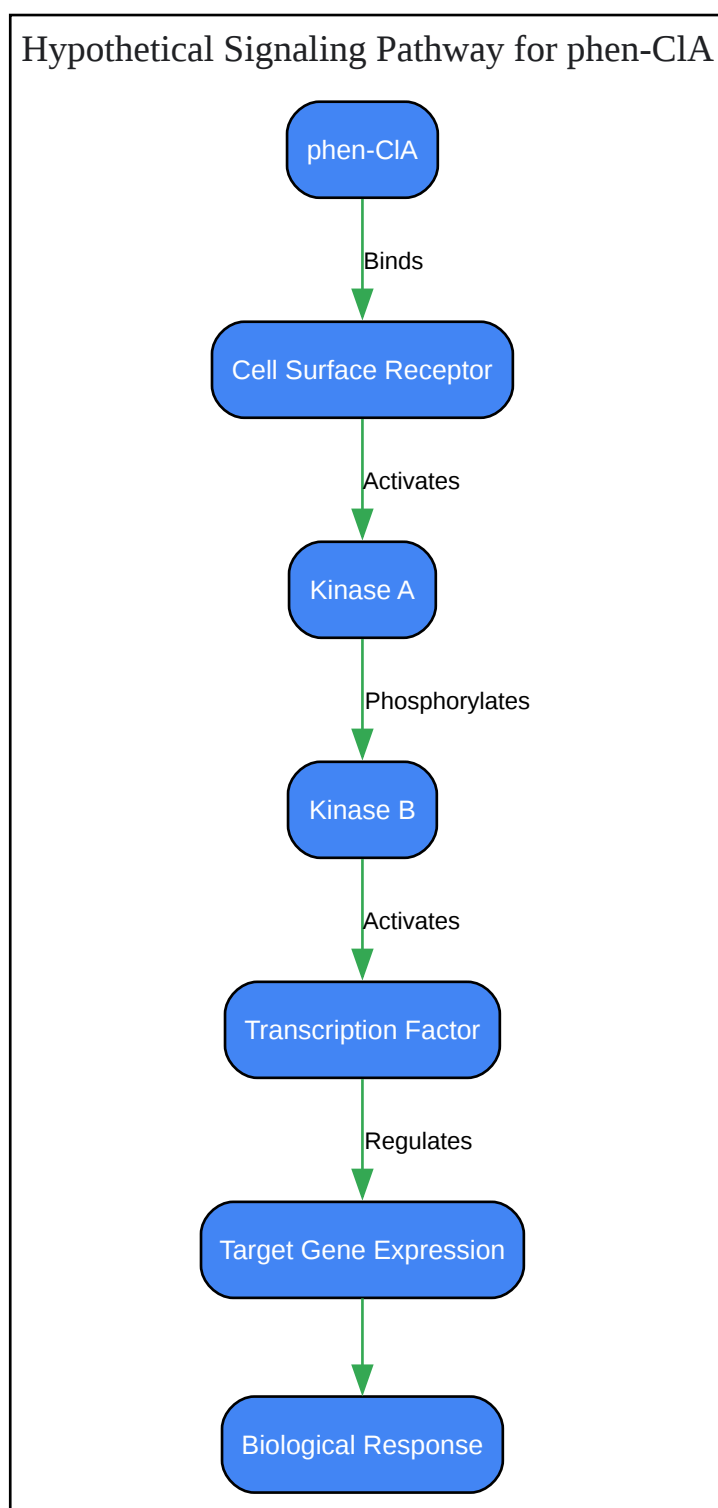 Hypothetical Signaling Pathway for phen-ClA
phen-ClA
Binds
Cell Surface Receptor
Activates
Kinase A
Phosphorylates
Kinase B
Activates
Transcription Factor
Regulates
Target Gene Expression
Biological Response